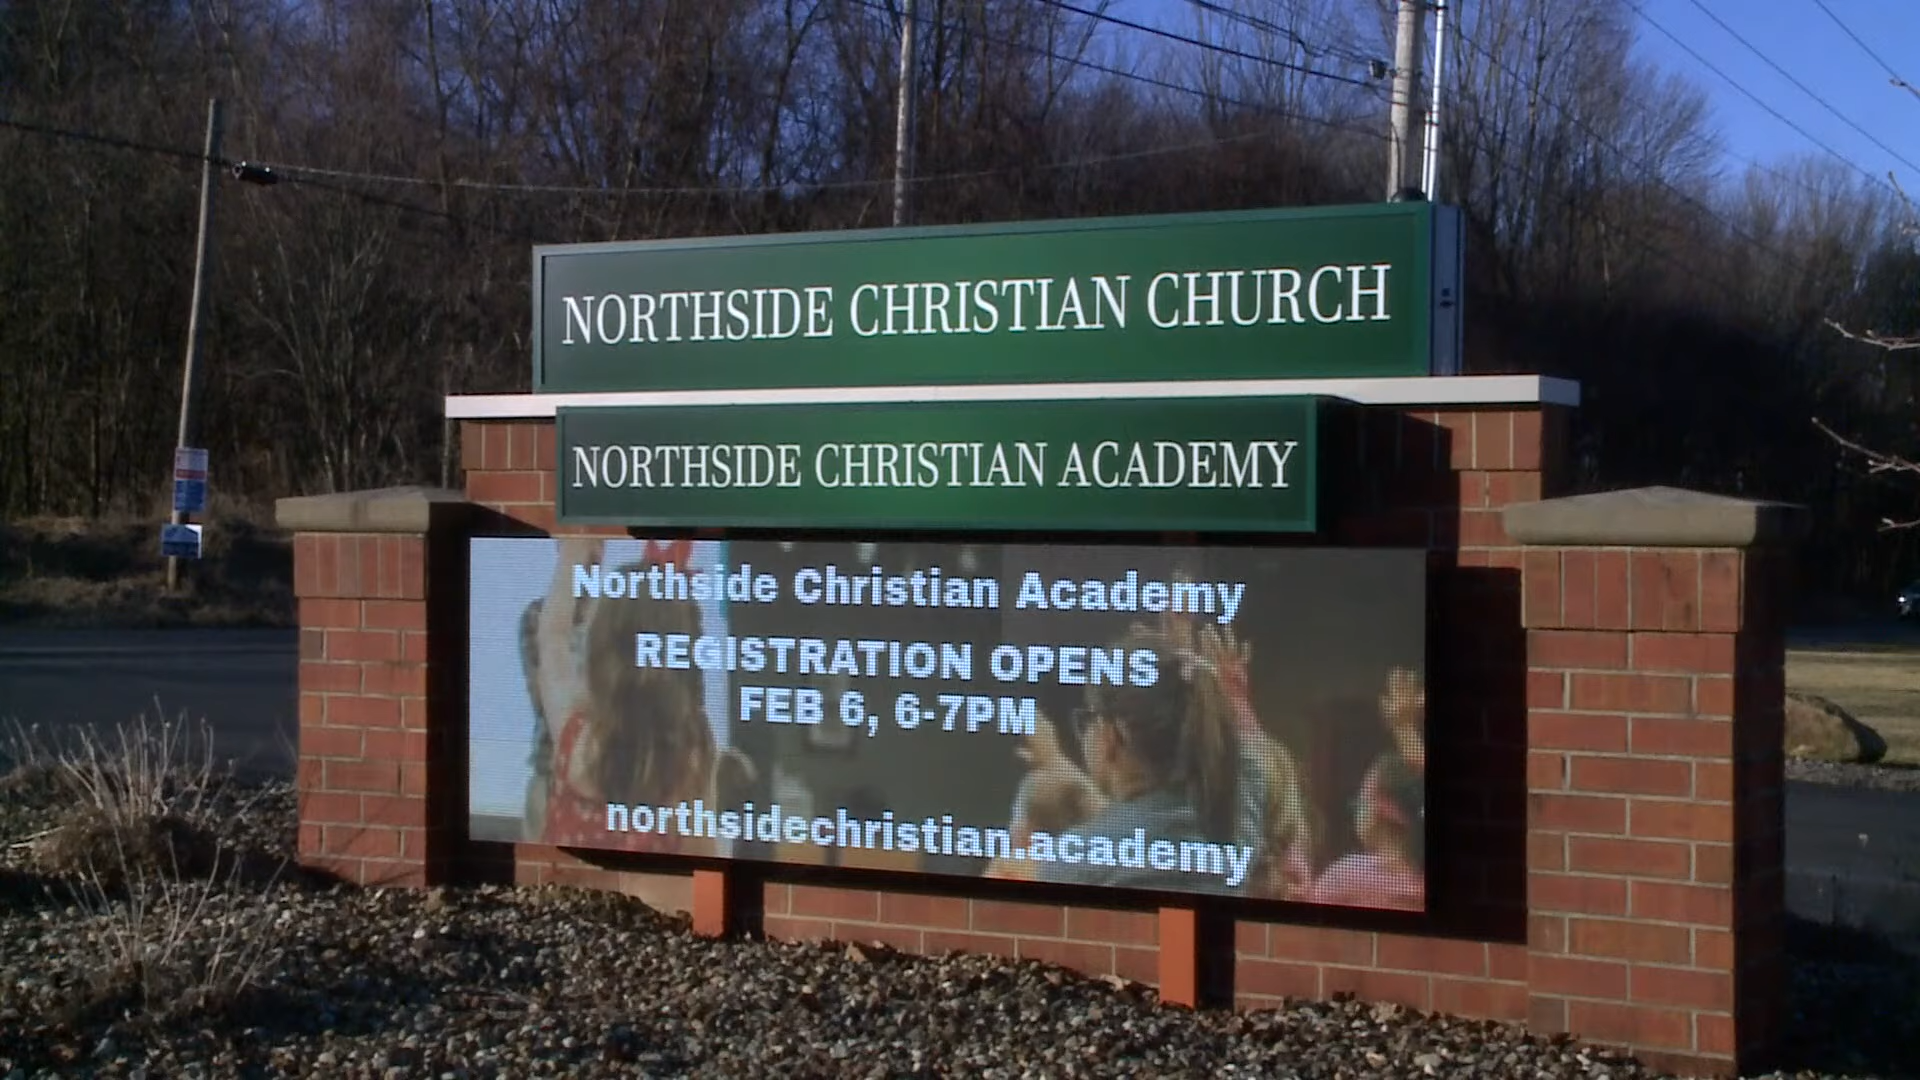 NORTHSIDE CHRISTIAN CHURCH
NORTHSIDE CHRISTIAN ACADEMY
Northside Christian Academy
REGISTRATION OPENS
FEB 6, 6-7PM
northsidechristian.academy